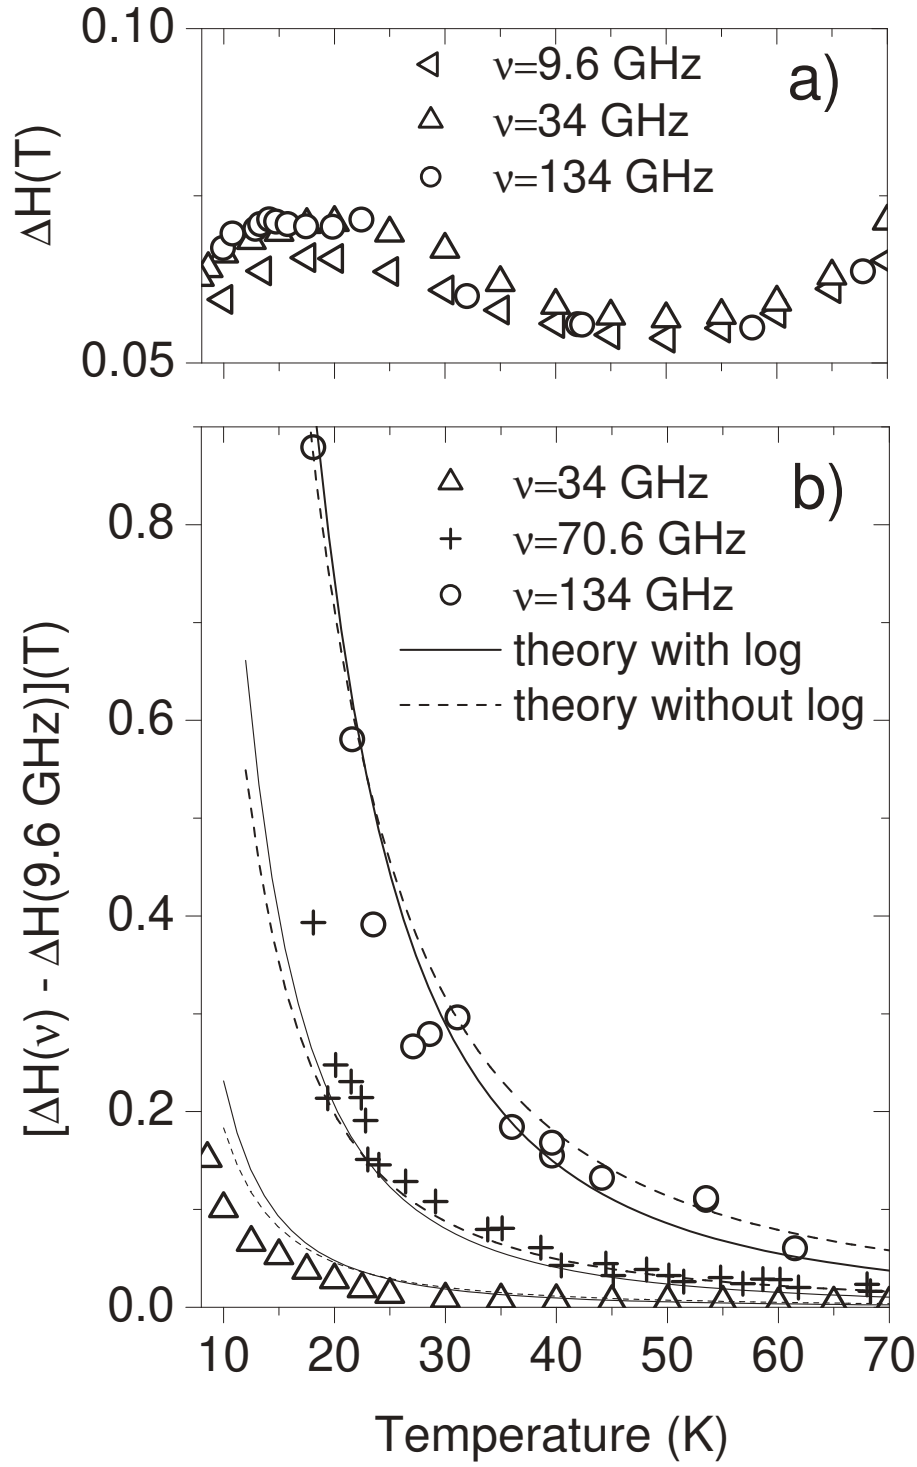 0.10
ΔH(T)
0.05
ν=9.6 GHz
ν=34 GHz
ν=134 GHz
a)
[ΔH(ν) - ΔH(9.6 GHz)](T)
0.8
0.6
0.4
0.2
0.0
ν=34 GHz
ν=70.6 GHz
ν=134 GHz
theory with log
theory without log
b)
10 20 30 40 50 60 70
Temperature (K)